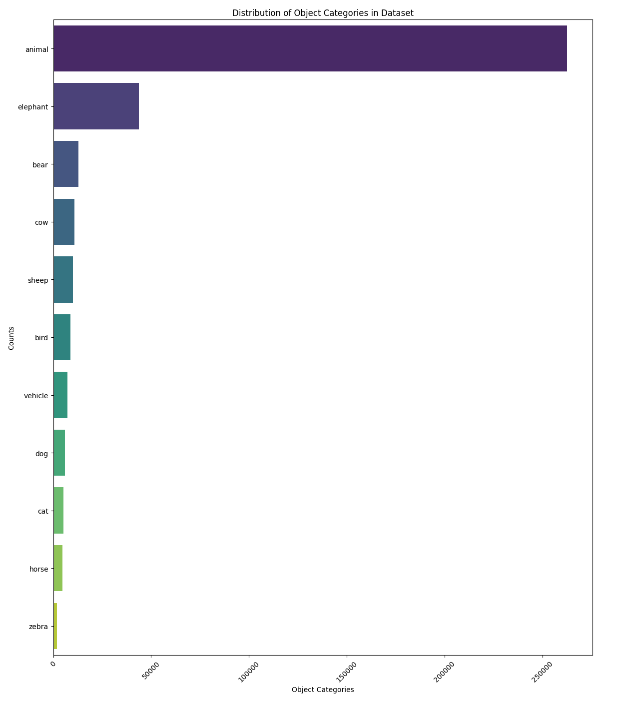 Distribution of Object Categories in Dataset
animal
elephant
bear
cow
sheep
bird
Counts
vehicle
dog
cat
horse
zebra
0 50000 100000 150000 200000 250000
Object Categories